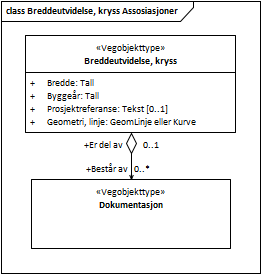 class Breddeutvidelse, kryss Assosiasjoner
«Vegobjekttype»
Breddeutvidelse, kryss
+ Bredde: Tall
+ Byggeår: Tall
+ Prosjektreferanse: Tekst [0..1]
+ Geometri, linje: GeomLinje eller Kurve
+Er del av 0..1
+Består av 0..*
«Vegobjekttype»
Dokumentasjon